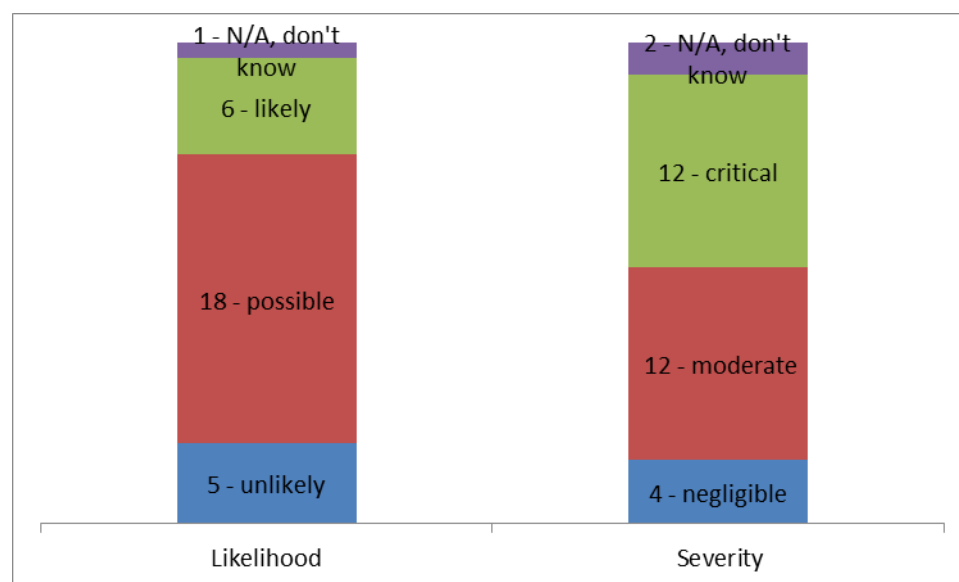 1 - N/A, don't
know
6 - likely
18 - possible
5 - unlikely
Likelihood
2 - N/A, don't
know
12 - critical
12 - moderate
4 - negligible
Severity